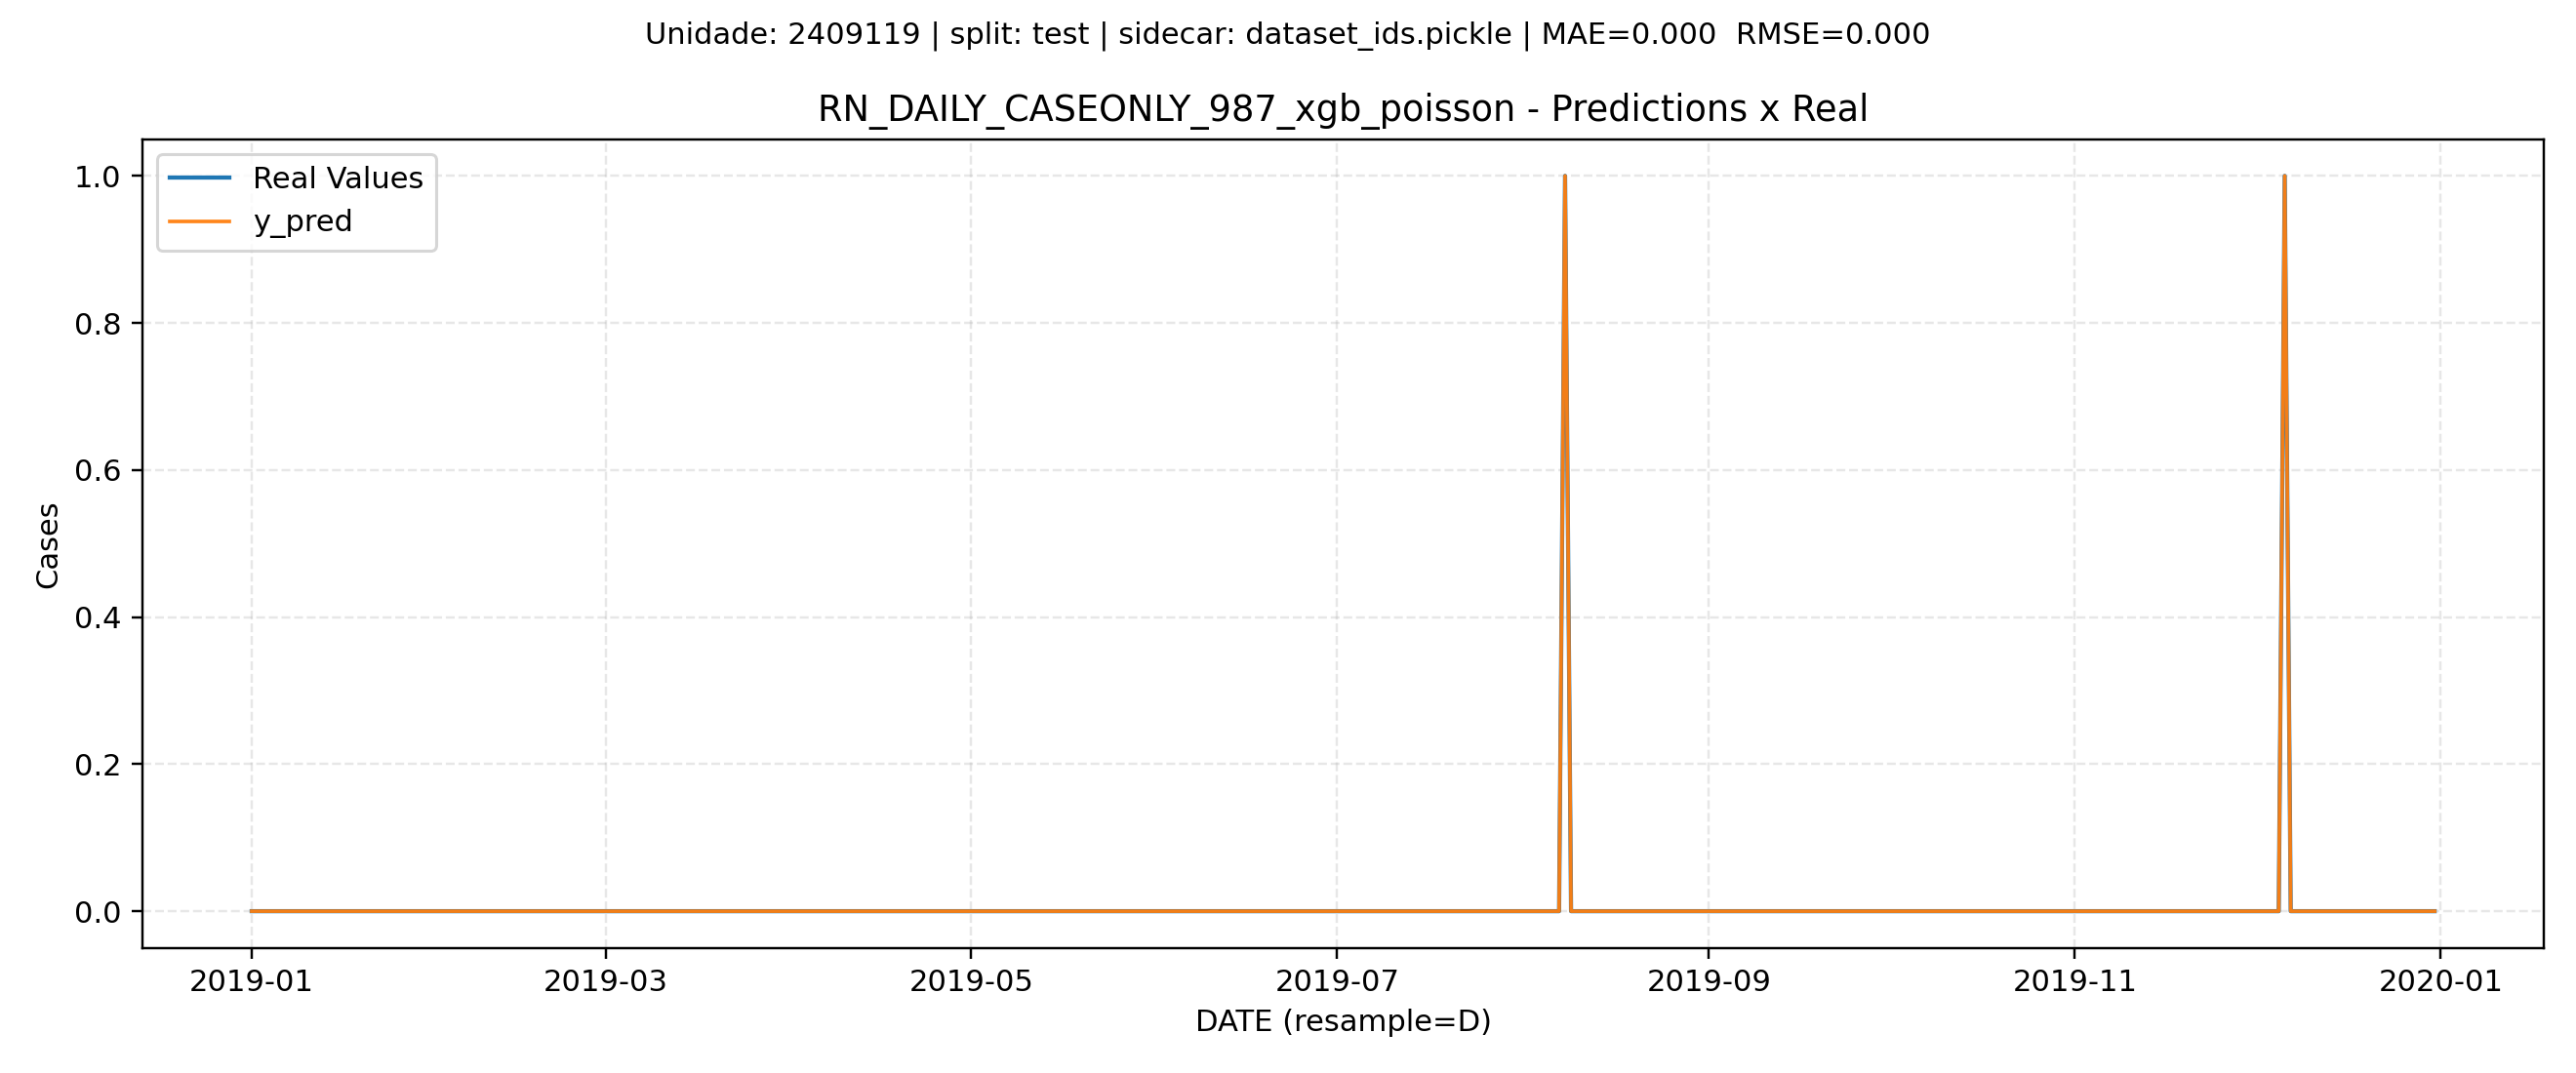 Unidade: 2409119 | split: test | sidecar: dataset_ids.pickle | MAE=0.000  RMSE=0.000
RN_DAILY_CASEONLY_987_xgb_poisson - Predictions x Real
Real Values
y_pred
1.0
0.8
0.6
0.4
0.2
0.0
Cases
2019-01 2019-03 2019-05 2019-07 2019-09 2019-11 2020-01
DATE (resample=D)